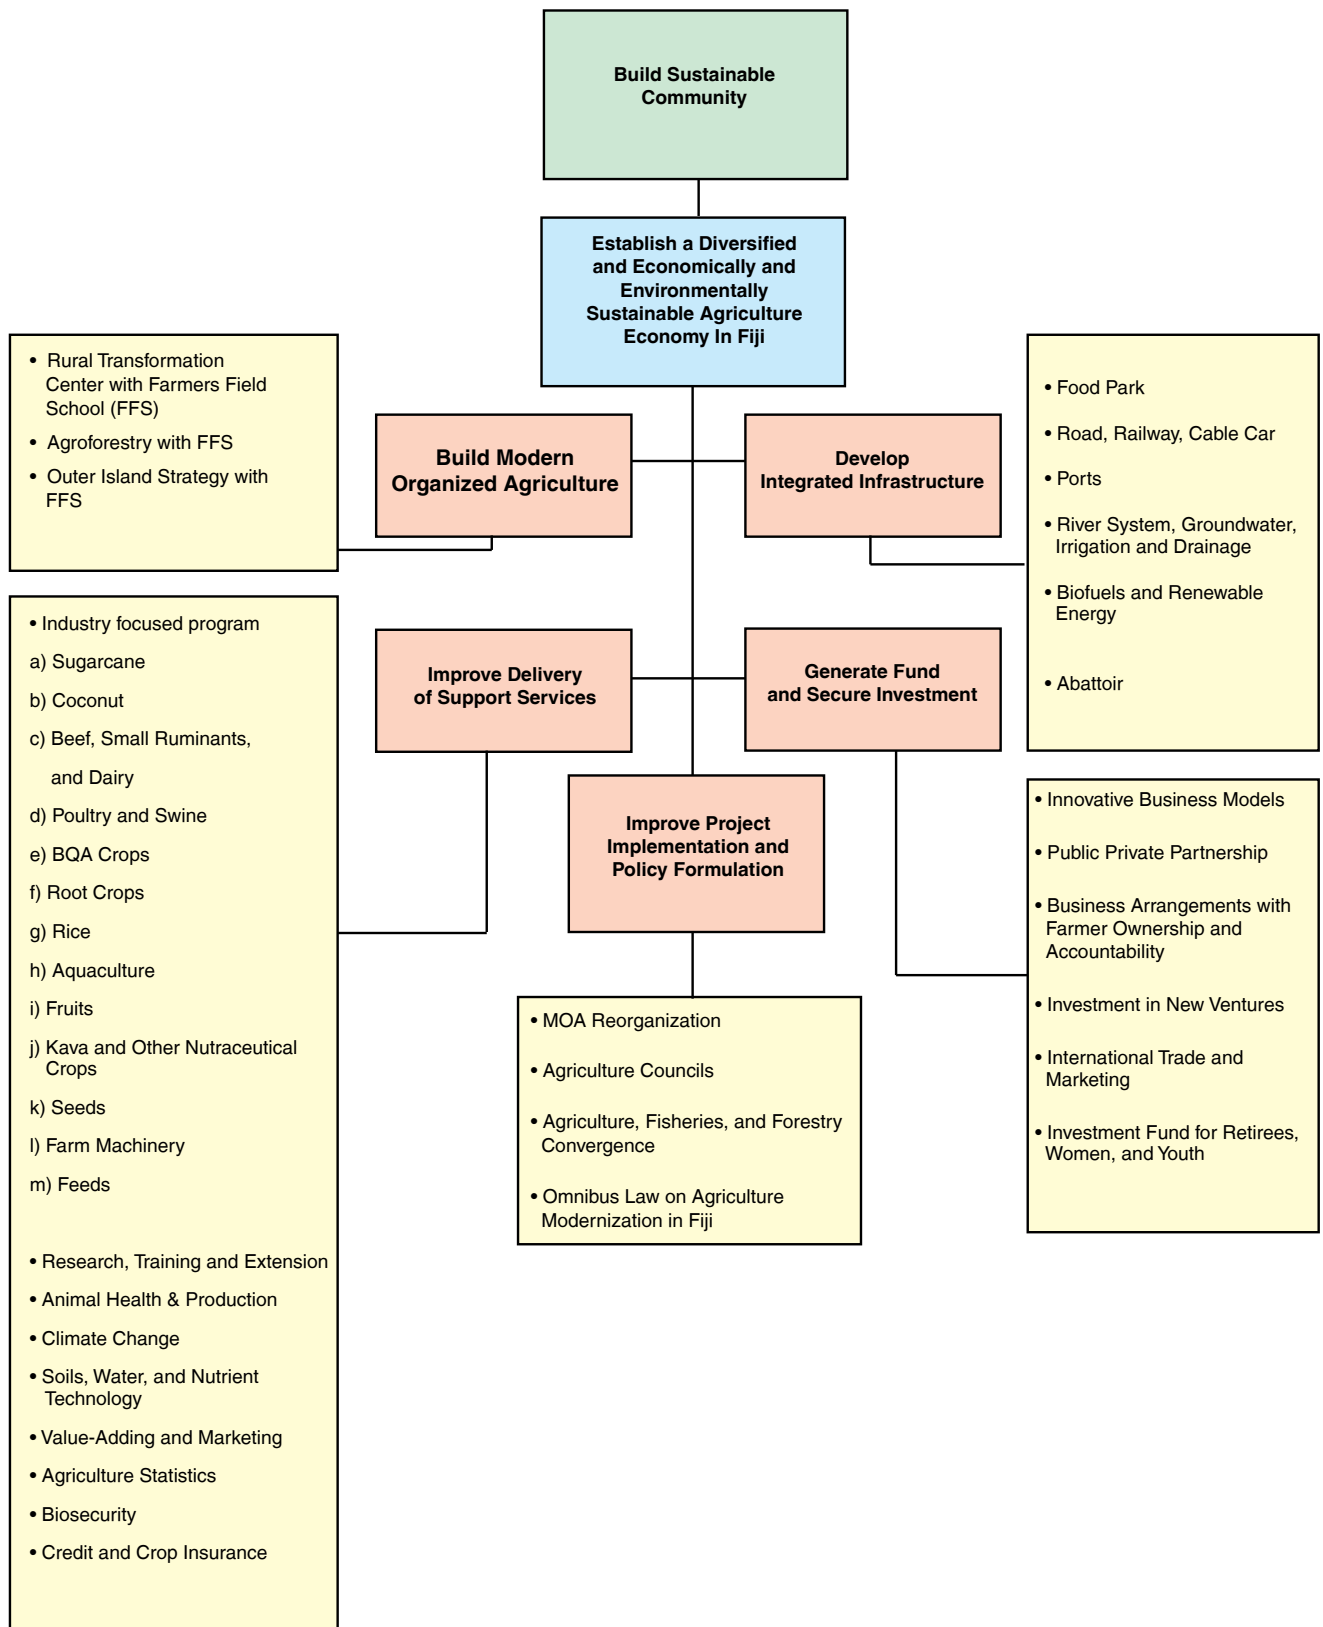 Build Sustainable
Community
Establish a Diversified
and Economically and
Environmentally
Sustainable Agriculture
Economy In Fiji
• Rural Transformation
Center with Farmers Field
School (FFS)
• Agroforestry with FFS
• Outer Island Strategy with
FFS
Build Modern
Organized Agriculture
Develop
Integrated Infrastructure
• Food Park
• Road, Railway, Cable Car
• Ports
• River System, Groundwater,
Irrigation and Drainage
• Biofuels and Renewable
Energy
• Abattoir
• Industry focused program
a) Sugarcane
b) Coconut
c) Beef, Small Ruminants,
and Dairy
d) Poultry and Swine
e) BQA Crops
f) Root Crops
g) Rice
h) Aquaculture
i) Fruits
j) Kava and Other Nutraceutical
Crops
k) Seeds
l) Farm Machinery
m) Feeds
• Research, Training and Extension
• Animal Health & Production
• Climate Change
• Soils, Water, and Nutrient
Technology
• Value-Adding and Marketing
• Agriculture Statistics
• Biosecurity
• Credit and Crop Insurance
Improve Delivery
of Support Services
Generate Fund
and Secure Investment
Improve Project
Implementation and
Policy Formulation
• MOA Reorganization
• Agriculture Councils
• Agriculture, Fisheries, and Forestry
Convergence
• Omnibus Law on Agriculture
Modernization in Fiji
• Innovative Business Models
• Public Private Partnership
• Business Arrangements with
Farmer Ownership and
Accountability
• Investment in New Ventures
• International Trade and
Marketing
• Investment Fund for Retirees,
Women, and Youth